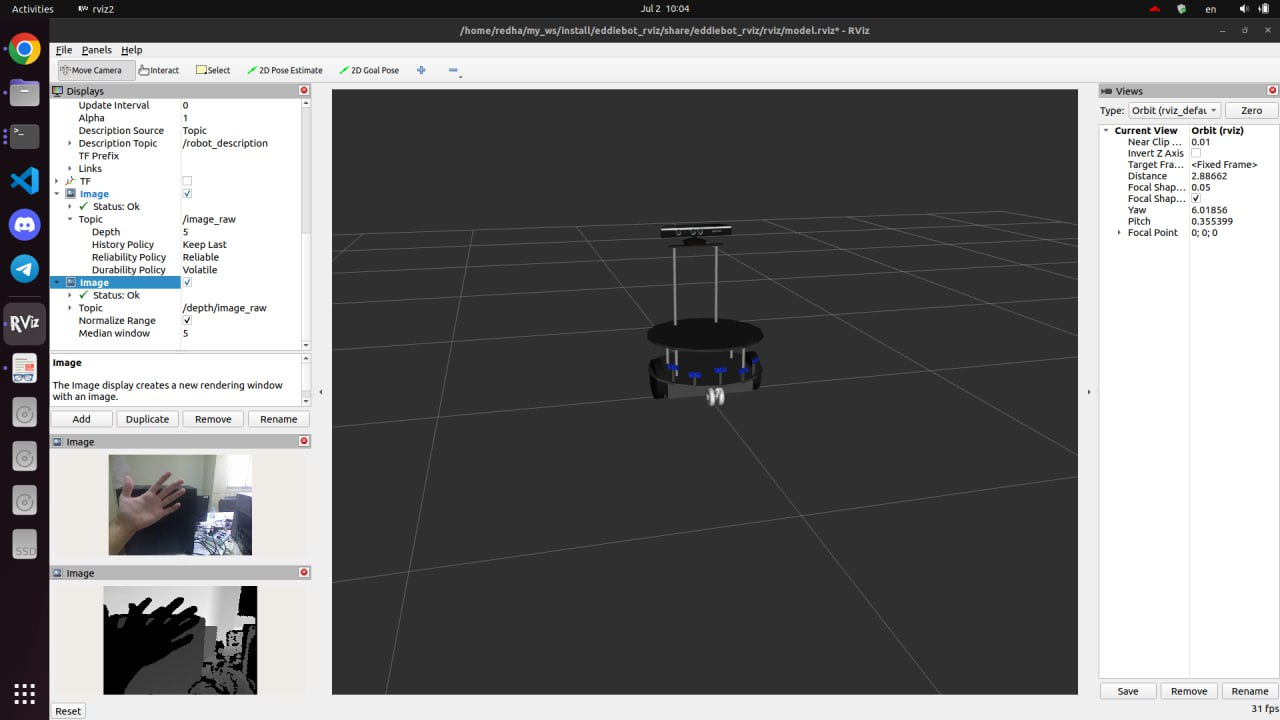 Activities
RViz rviz2
Jul 2 10:04
en
/home/redha/my_ws/install/eddiebot_rviz/share/eddiebot_rviz/rviz/model.rviz* - RViz
File Panels Help
Move Camera Interact Select 2D Pose Estimate 2D Goal Pose
Displays
Update Interval 0
Alpha 1
Description Source Topic
Description Topic /robot_description
TF Prefix
Links
TF
Image
Status: Ok
Topic /image_raw
Depth 5
History Policy Keep Last
Reliability Policy Reliable
Durability Policy Volatile
Image
Status: Ok
Topic /depth/image_raw
Normalize Range
Median window 5
Image
The Image display creates a new rendering window
with an image.
Add Duplicate Remove Rename
Image
Image
Reset
RViz
SSD
Views
Type: Orbit (rviz_defau Zero
Current View Orbit (rviz)
Near Clip ... 0.01
Invert Z Axis
Target Fra... <Fixed Frame>
Distance 2.88662
Focal Shap... 0.05
Focal Shap...
Yaw 6.01856
Pitch 0.355399
Focal Point 0; 0; 0
Save Remove Rename
31 fps